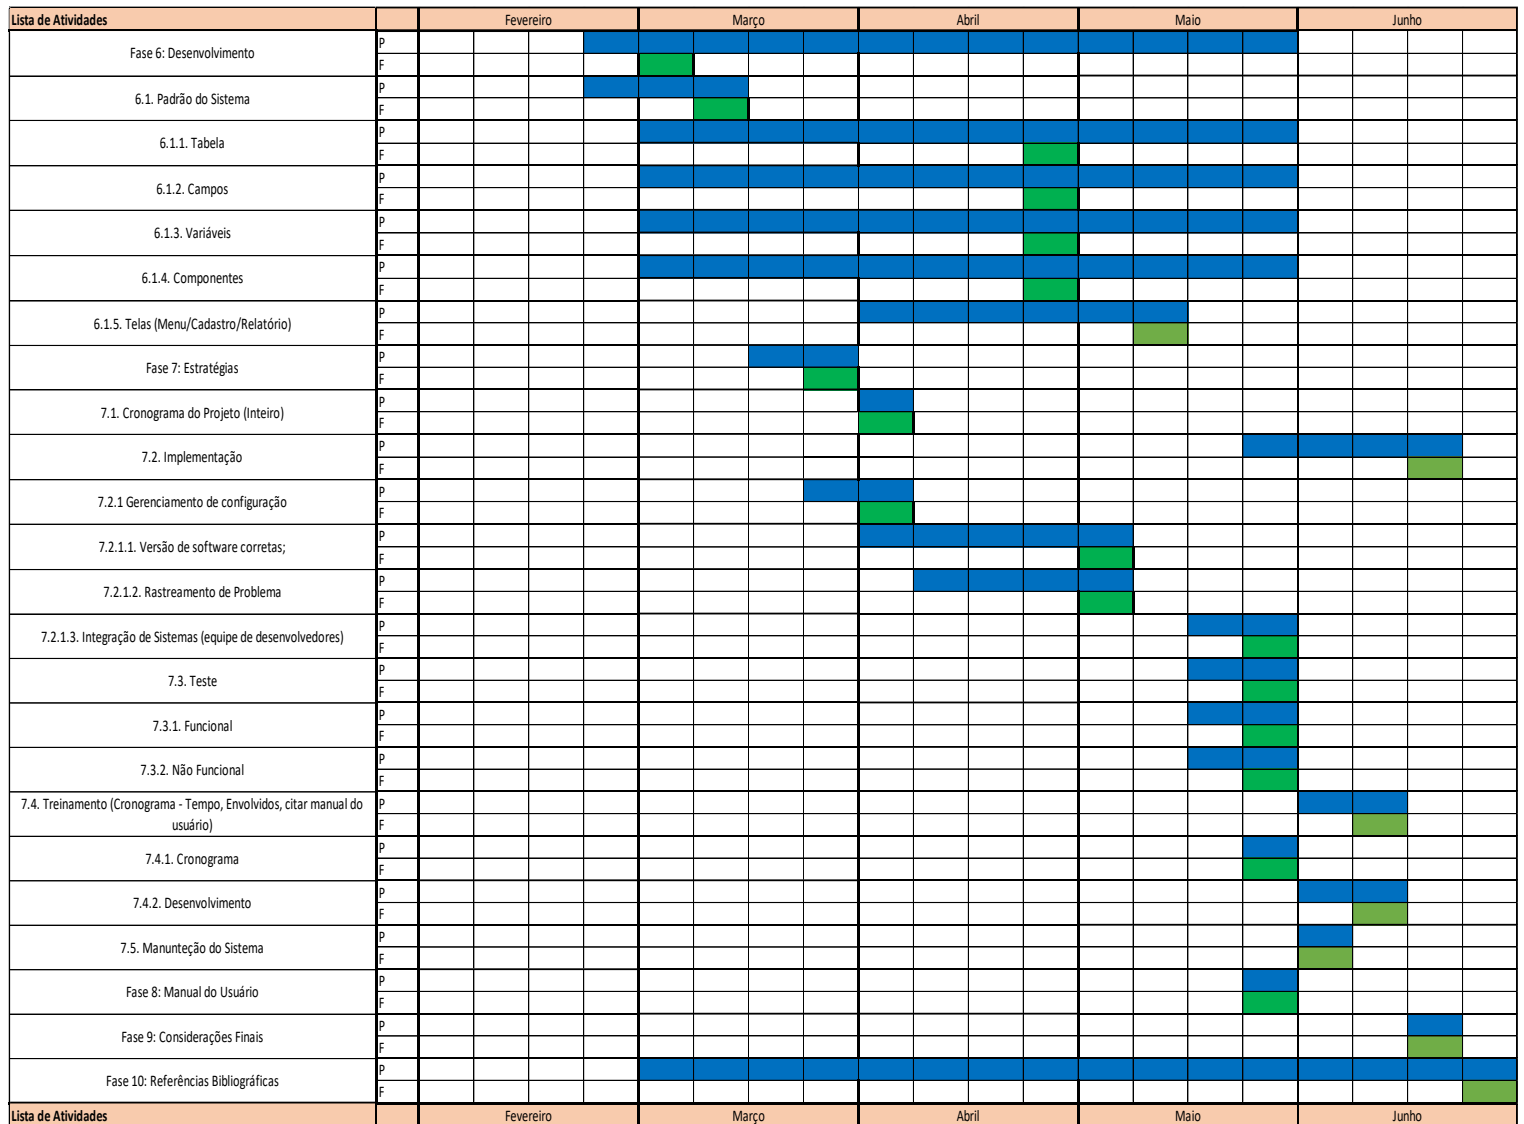 Lista de Atividades Fevereiro Março Abril Maio Junho
Fase 6: Desenvolvimento P
F
6.1. Padrão do Sistema P
F
6.1.1. Tabela P
F
6.1.2. Campos P
F
6.1.3. Variáveis P
F
6.1.4. Componentes P
F
6.1.5. Telas (Menu/Cadastro/Relatório) P
F
Fase 7: Estratégias P
F
7.1. Cronograma do Projeto (Inteiro) P
F
7.2. Implementação P
F
7.2.1 Gerenciamento de configuração P
F
7.2.1.1. Versão de software corretas; P
F
7.2.1.2. Rastreamento de Problema P
F
7.2.1.3. Integração de Sistemas (equipe de desenvolvedores) P
F
7.3. Teste P
F
7.3.1. Funcional P
F
7.3.2. Não Funcional P
F
7.4. Treinamento (Cronograma - Tempo, Envolvidos, citar manual do P
usuário) F
7.4.1. Cronograma P
F
7.4.2. Desenvolvimento P
F
7.5. Manunteção do Sistema P
F
Fase 8: Manual do Usuário P
F
Fase 9: Considerações Finais P
F
Fase 10: Referências Bibliográficas P
F
Lista de Atividades Fevereiro Março Abril Maio Junho